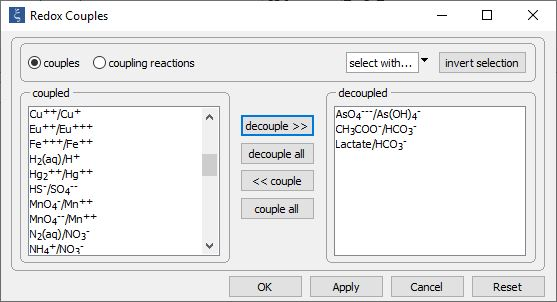 Redox Couples
couples
coupling reactions
select with...
invert selection
coupled
Cu⁺⁺/Cu⁺
Eu⁺⁺/Eu⁺⁺⁺
Fe⁺⁺⁺/Fe⁺⁺
H₂(aq)/H⁺
Hg₂⁺⁺/Hg⁺⁺
HS⁻/SO₄⁻⁻
MnO₄⁻/Mn⁺⁺
MnO₄⁻⁻/Mn⁺⁺
N₂(aq)/NO₃⁻
NH₄⁺/NO₃⁻
decouple >>
decouple all
<< couple
couple all
decoupled
AsO₄⁻⁻⁻/As(OH)₄⁻
CH₃COO⁻/HCO₃⁻
Lactate/HCO₃⁻
OK
Apply
Cancel
Reset